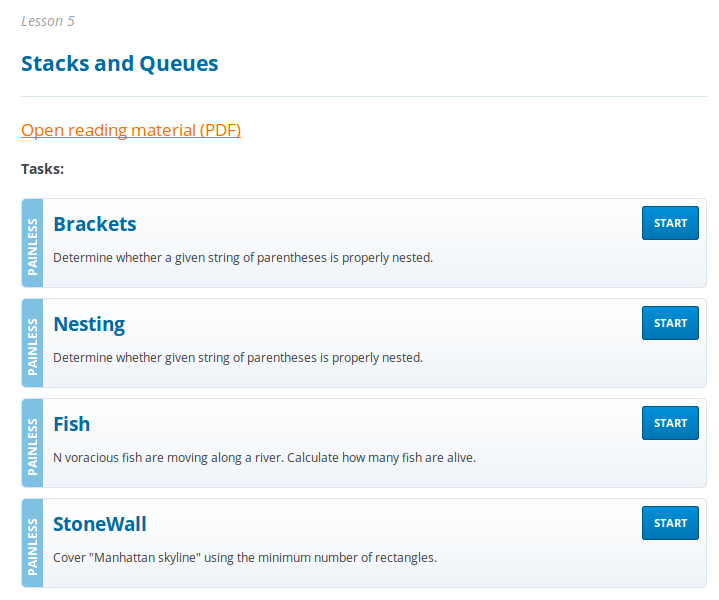 Lesson 5
Stacks and Queues
Open reading material (PDF)
Tasks:
PAINLESS
Brackets
START
Determine whether a given string of parentheses is properly nested.
PAINLESS
Nesting
START
Determine whether given string of parentheses is properly nested.
PAINLESS
Fish
START
N voracious fish are moving along a river. Calculate how many fish are alive.
PAINLESS
StoneWall
START
Cover "Manhattan skyline" using the minimum number of rectangles.